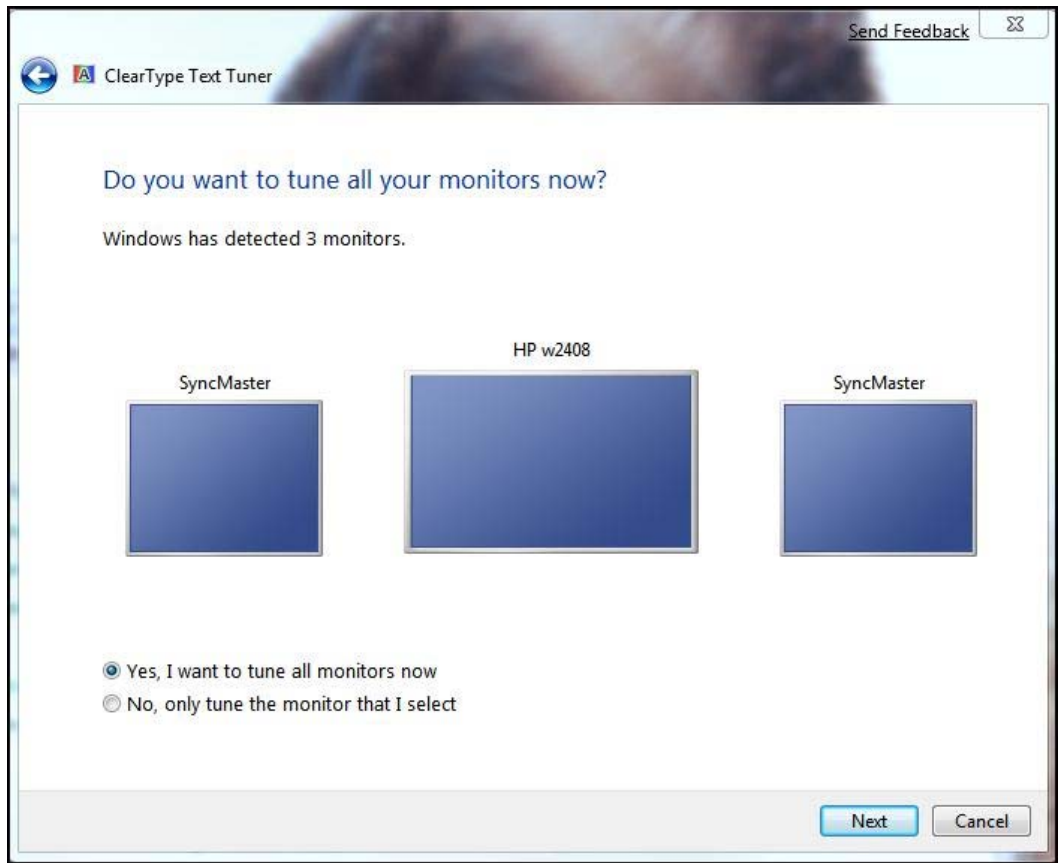 Send Feedback
ClearType Text Tuner
Do you want to tune all your monitors now?
Windows has detected 3 monitors.
HP w2408
SyncMaster
SyncMaster
Yes, I want to tune all monitors now
No, only tune the monitor that I select
Next
Cancel